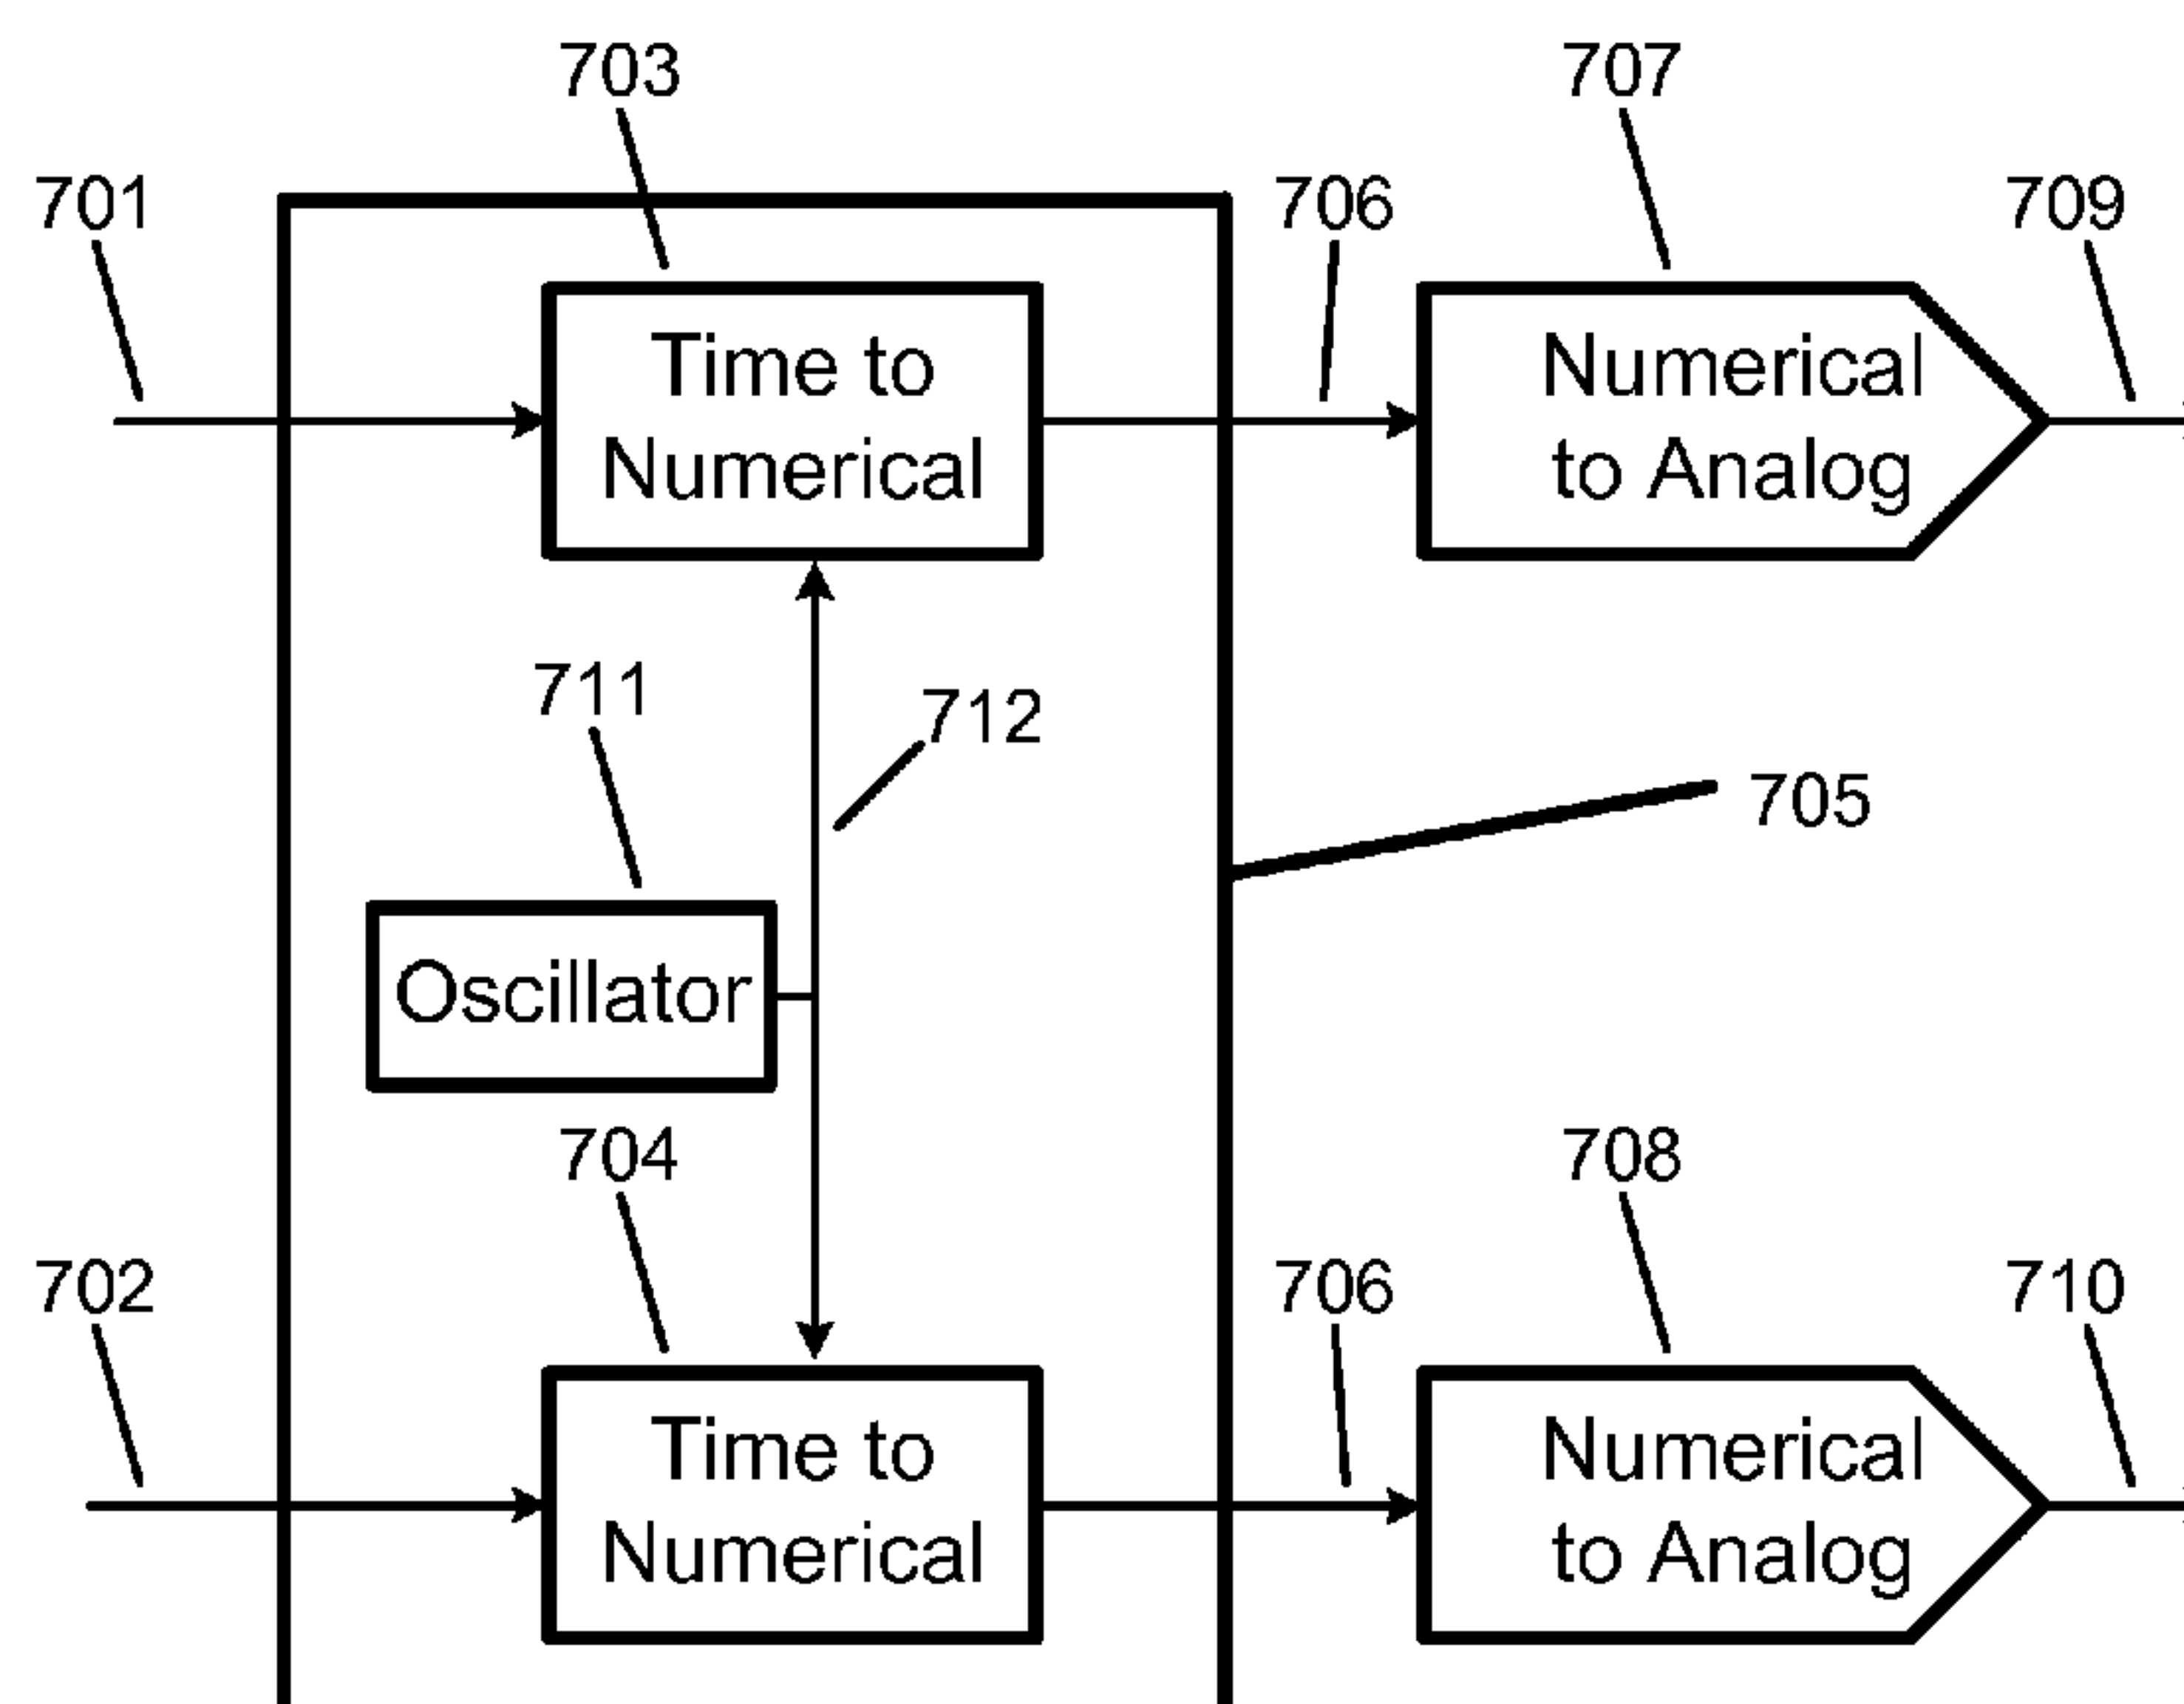 703
707
701
706
709
Time to
Numerical
Numerical
to Analog
711
712
705
Oscillator
704
708
702
706
710
Time to
Numerical
Numerical
to Analog